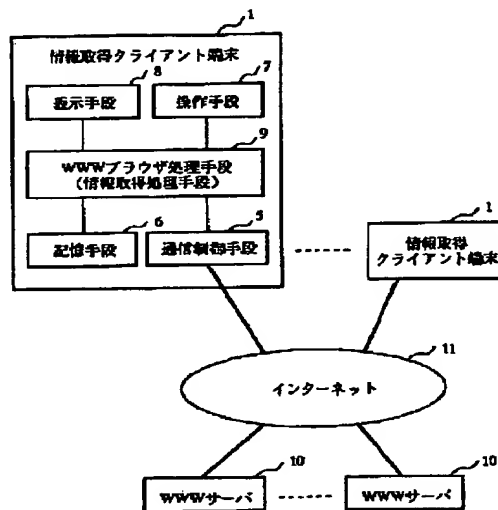 1
情報取得クライアント端末
8
7
表示手段
操作手段
9
WWWブラウザ処理手段
(情報取得処理手段)
6
5
記憶手段
通信制御手段
1
情報取得
クライアント端末
11
インターネット
10
10
WWWサーバ
WWWサーバ